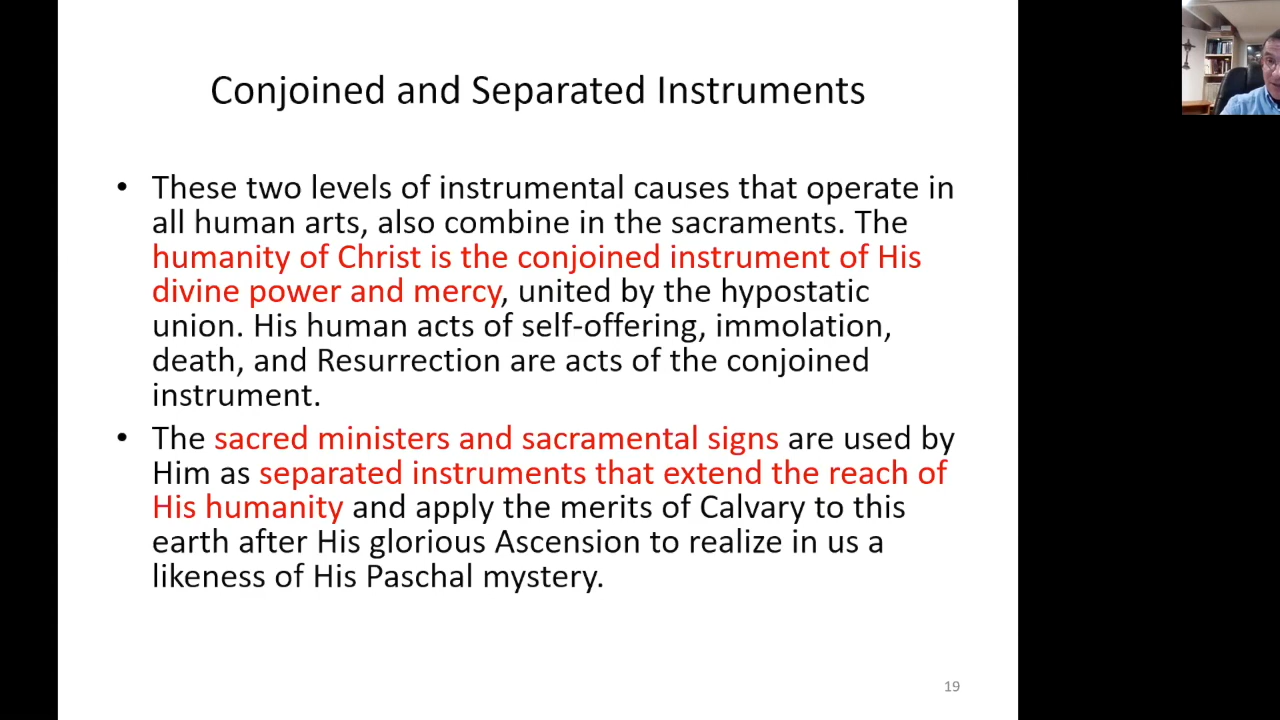 Conjoined and Separated Instruments
• These two levels of instrumental causes that operate in
all human arts, also combine in the sacraments. The
humanity of Christ is the conjoined instrument of His
divine power and mercy, united by the hypostatic
union. His human acts of self-offering, immolation,
death, and Resurrection are acts of the conjoined
instrument.
• The sacred ministers and sacramental signs are used by
Him as separated instruments that extend the reach of
His humanity and apply the merits of Calvary to this
earth after His glorious Ascension to realize in us a
likeness of His Paschal mystery.
19